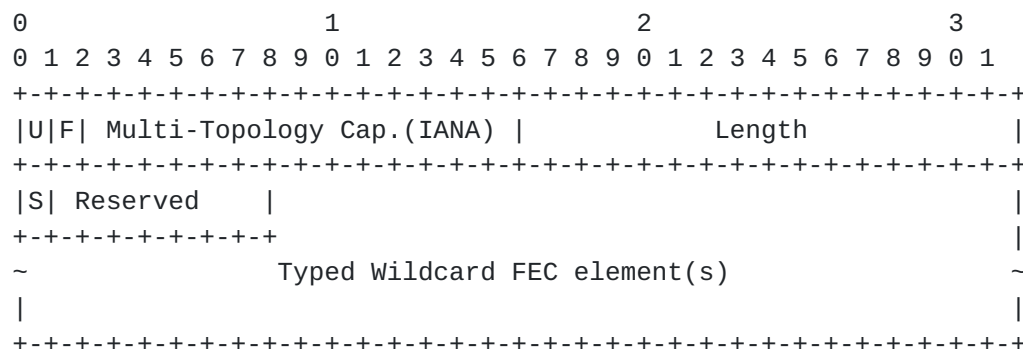 0                   1                   2                   3
0 1 2 3 4 5 6 7 8 9 0 1 2 3 4 5 6 7 8 9 0 1 2 3 4 5 6 7 8 9 0 1
+-+-+-+-+-+-+-+-+-+-+-+-+-+-+-+-+-+-+-+-+-+-+-+-+-+-+-+-+-+-+-+-+
|U|F| Multi-Topology Cap.(IANA) |            Length             |
+-+-+-+-+-+-+-+-+-+-+-+-+-+-+-+-+-+-+-+-+-+-+-+-+-+-+-+-+-+-+-+-+
|S| Reserved    |                                               |
+-+-+-+-+-+-+-+-+                                               |
~                Typed Wildcard FEC element(s)                  ~
|                                                               |
+-+-+-+-+-+-+-+-+-+-+-+-+-+-+-+-+-+-+-+-+-+-+-+-+-+-+-+-+-+-+-+-+